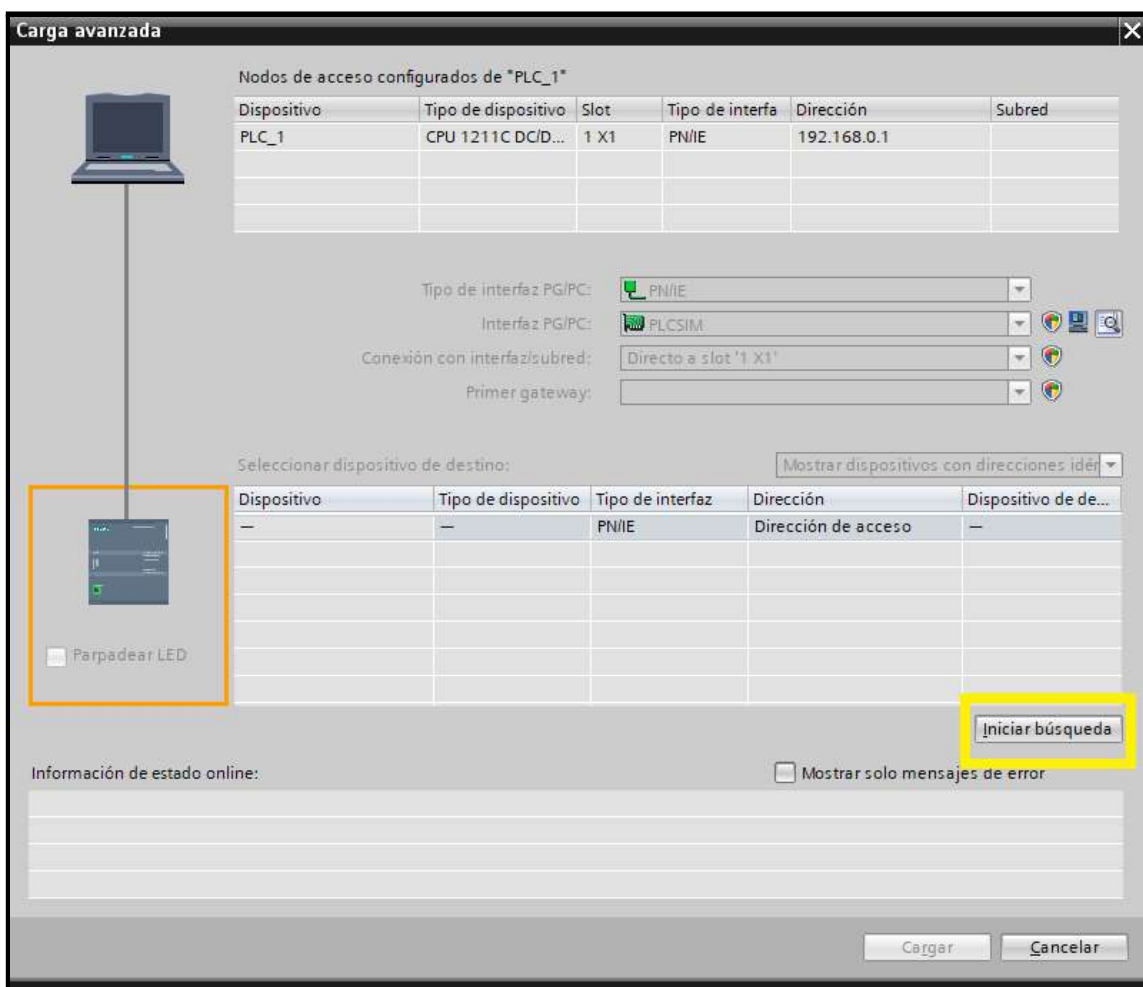 Carga avanzada
Nodos de acceso configurados de "PLC_1"
Dispositivo Tipo de dispositivo Slot Tipo de interfa Dirección Subred
PLC_1 CPU 1211C DC/D... 1 X1 PN/IE 192.168.0.1
Tipo de interfaz PG/PC: PN/IE
Interfaz PG/PC: PLCSIM
Conexión con interfaz/subred: Directo a slot '1 X1'
Primer gateway:
Seleccionar dispositivo de destino: Mostrar dispositivos con direcciones idén
Dispositivo Tipo de dispositivo Tipo de interfaz Dirección Dispositivo de de...
— — PN/IE Dirección de acceso —
Parpadear LED
Iniciar búsqueda
Información de estado online: Mostrar solo mensajes de error
Cargar Cancelar